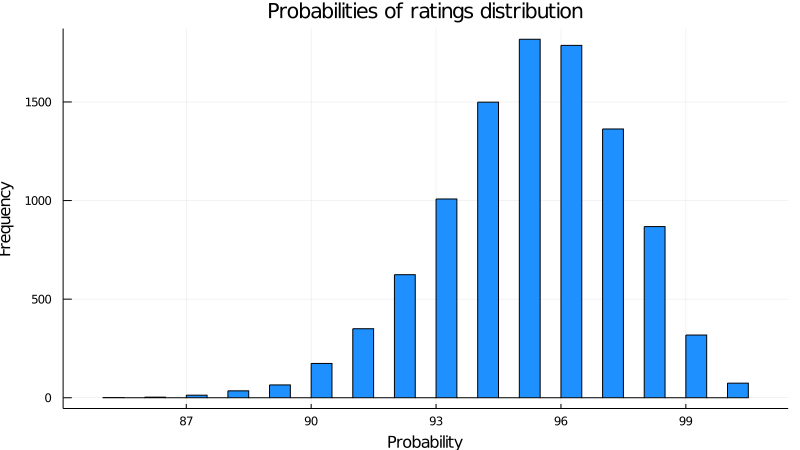 Probabilities of ratings distribution
1500
1000
500
0
Frequency
87 90 93 96 99
Probability